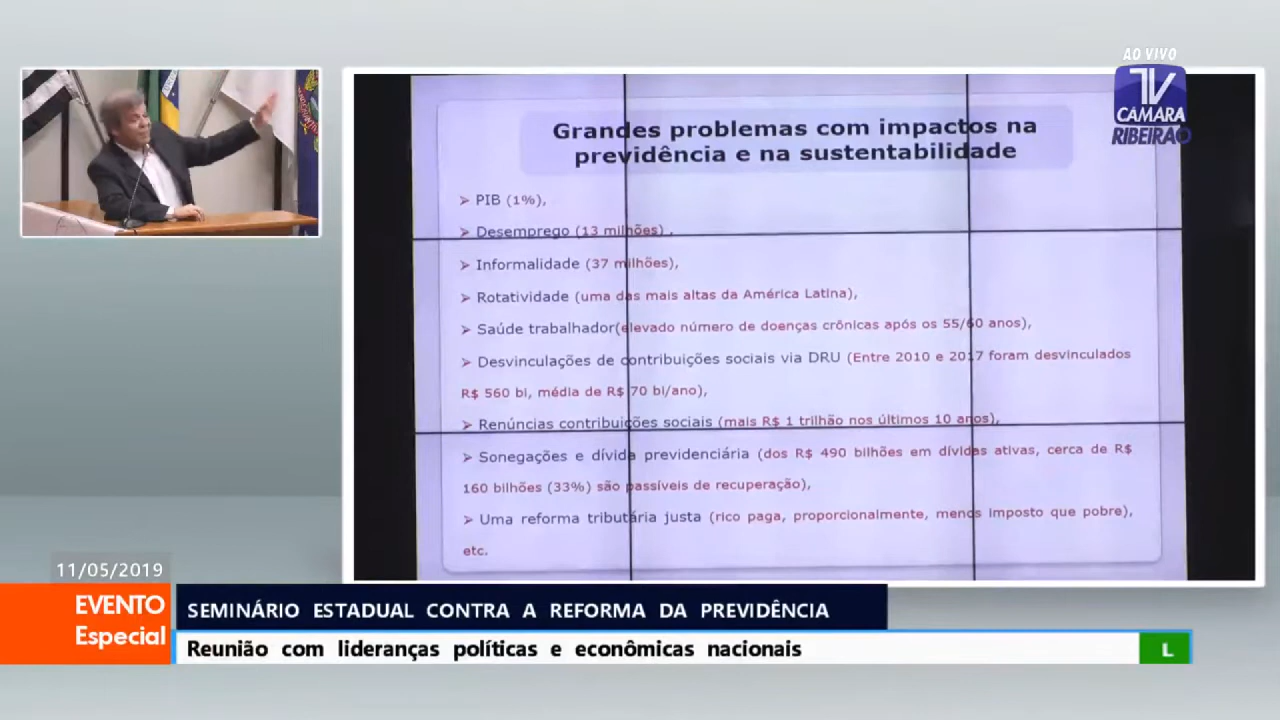 AO VIVO
TV
CÂMARA
RIBEIRÃO
Grandes problemas com impactos na
previdência e na sustentabilidade
➢ PIB (1%),
➢ Desemprego (13 milhões) ,
➢ Informalidade (37 milhões),
➢ Rotatividade (uma das mais altas da América Latina),
➢ Saúde trabalhador(elevado número de doenças crônicas após os 55/60 anos),
➢ Desvinculações de contribuições sociais via DRU (Entre 2010 e 2017 foram desvinculados
R$ 560 bi, média de R$ 70 bi/ano),
➢ Renúncias contribuições sociais (mais R$ 1 trilhão nos últimos 10 anos),
➢ Sonegações e dívida previdenciária (dos R$ 490 bilhões em dívidas ativas, cerca de R$
160 bilhões (33%) são passíveis de recuperação),
➢ Uma reforma tributária justa (rico paga, proporcionalmente, menos imposto que pobre),
etc.
11/05/2019
EVENTO
Especial
SEMINÁRIO ESTADUAL CONTRA A REFORMA DA PREVIDÊNCIA
Reunião com lideranças políticas e econômicas nacionais
L